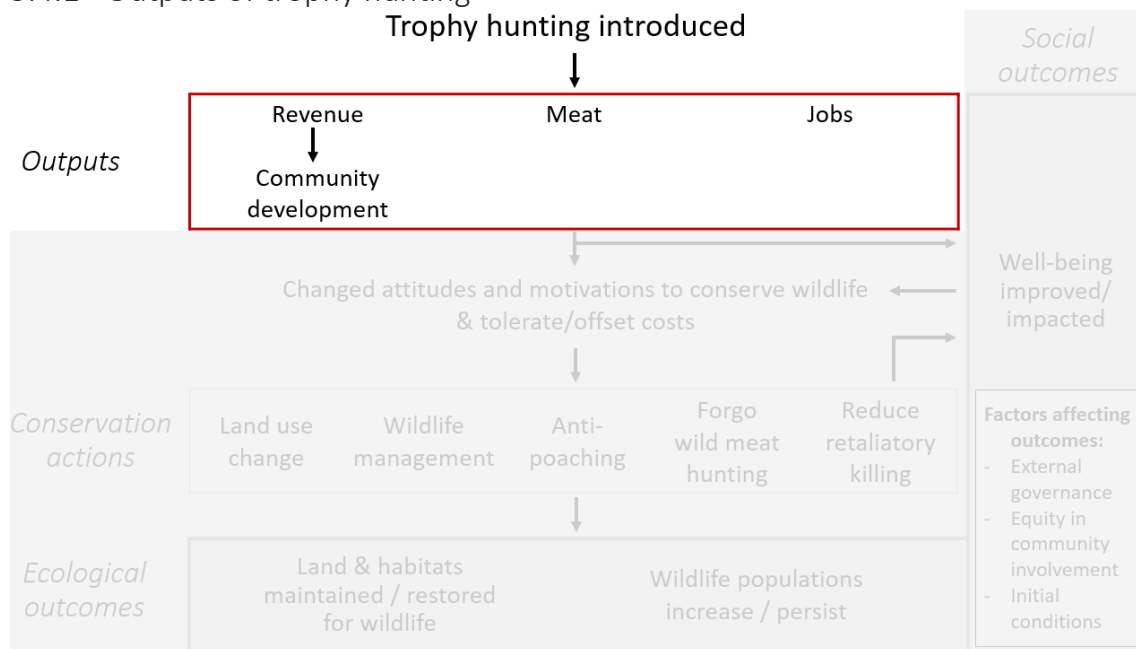 Trophy hunting introduced
Social
outcomes
Outputs
Revenue
Meat
Jobs
Community
development
Changed attitudes and motivations to conserve wildlife
& tolerate/offset costs
Well-being
improved/
impacted
Conservation
actions
Land use
change
Wildlife
management
Anti-
poaching
Forgo
wild meat
hunting
Reduce
retaliatory
killing
Factors affecting
outcomes:
- External
governance
- Equity in
community
involvement
- Initial
conditions
Ecological
outcomes
Land & habitats
maintained / restored
for wildlife
Wildlife populations
increase / persist